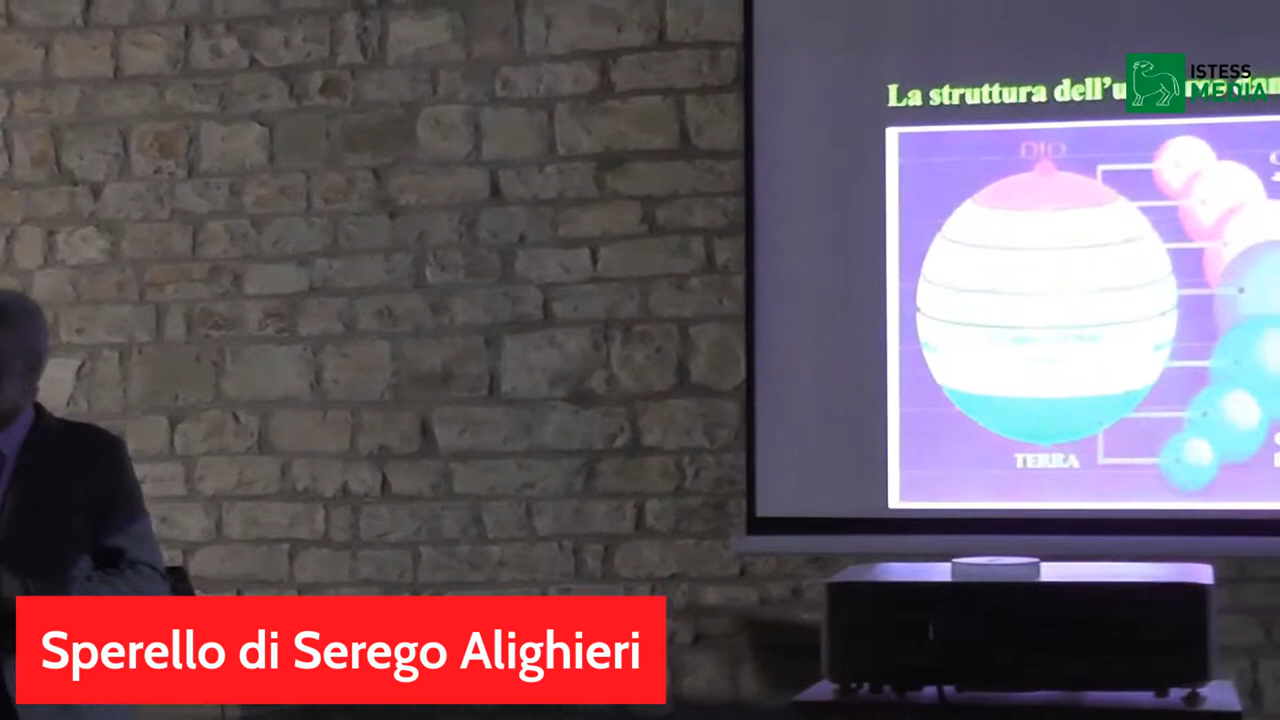 ISTESS
MEDIA
La struttura dell'u
DIO
TERRA
Sperello di Serego Alighieri